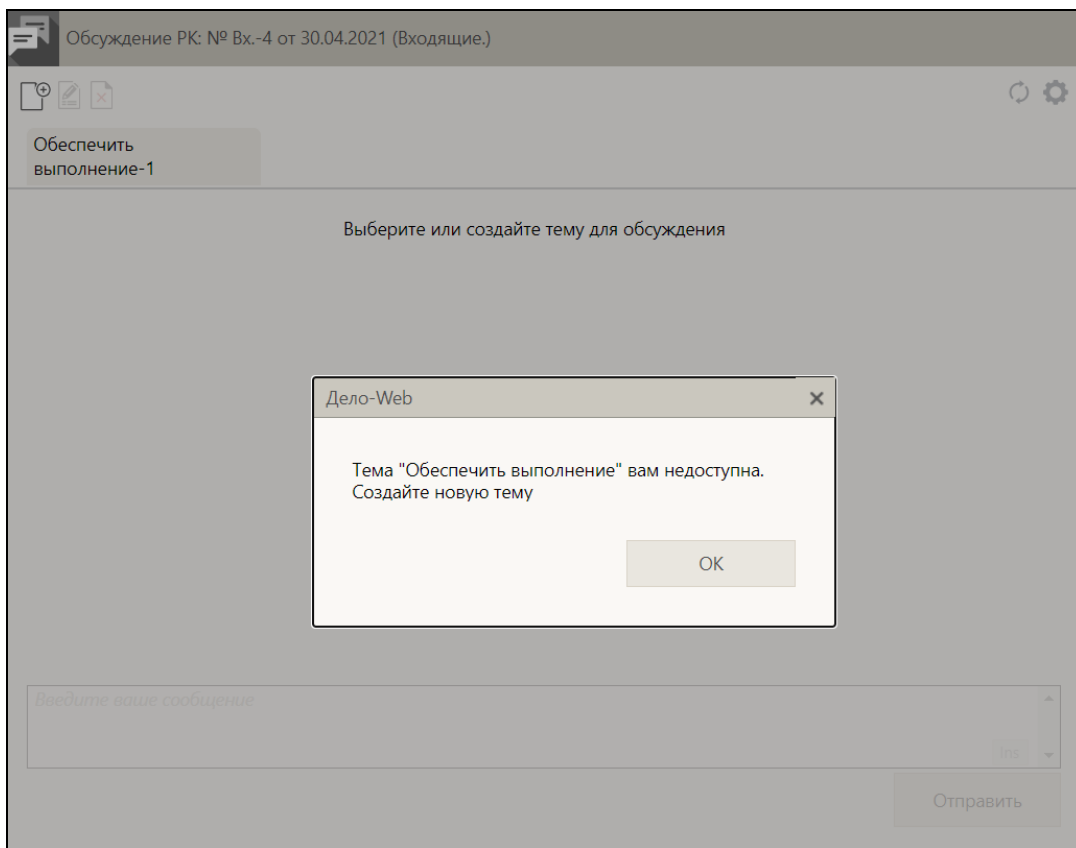 Обсуждение РК: № Вх.-4 от 30.04.2021 (Входящие.)
Обеспечить
выполнение-1
Выберите или создайте тему для обсуждения
Дело-Web
Тема "Обеспечить выполнение" вам недоступна.
Создайте новую тему
OK
Введите ваше сообщение
Ins
Отправить